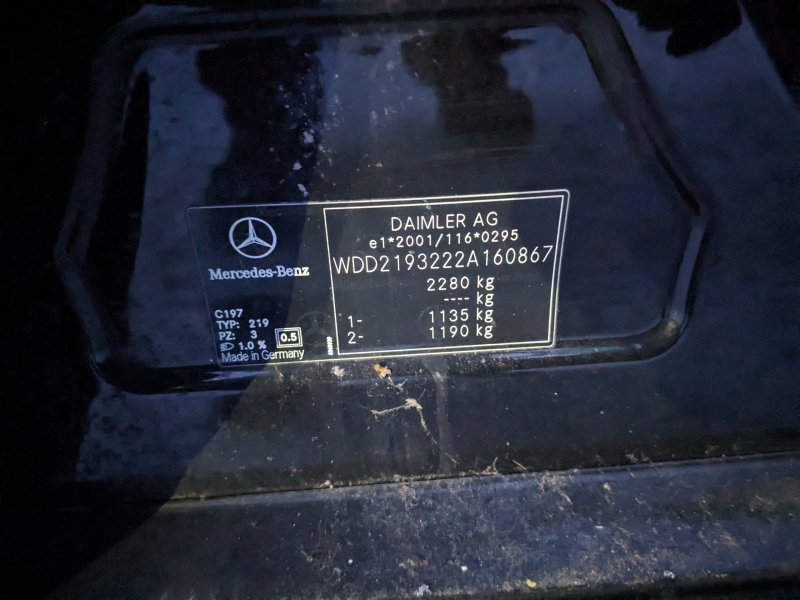 Mercedes-Benz
C197
TYP: 219
PZ: 3
0.5
1.0 %
Made in Germany
DAIMLER AG
e1*2001/116*0295
WDD2193222A160867
2280 kg
---- kg
1- 1135 kg
2- 1190 kg